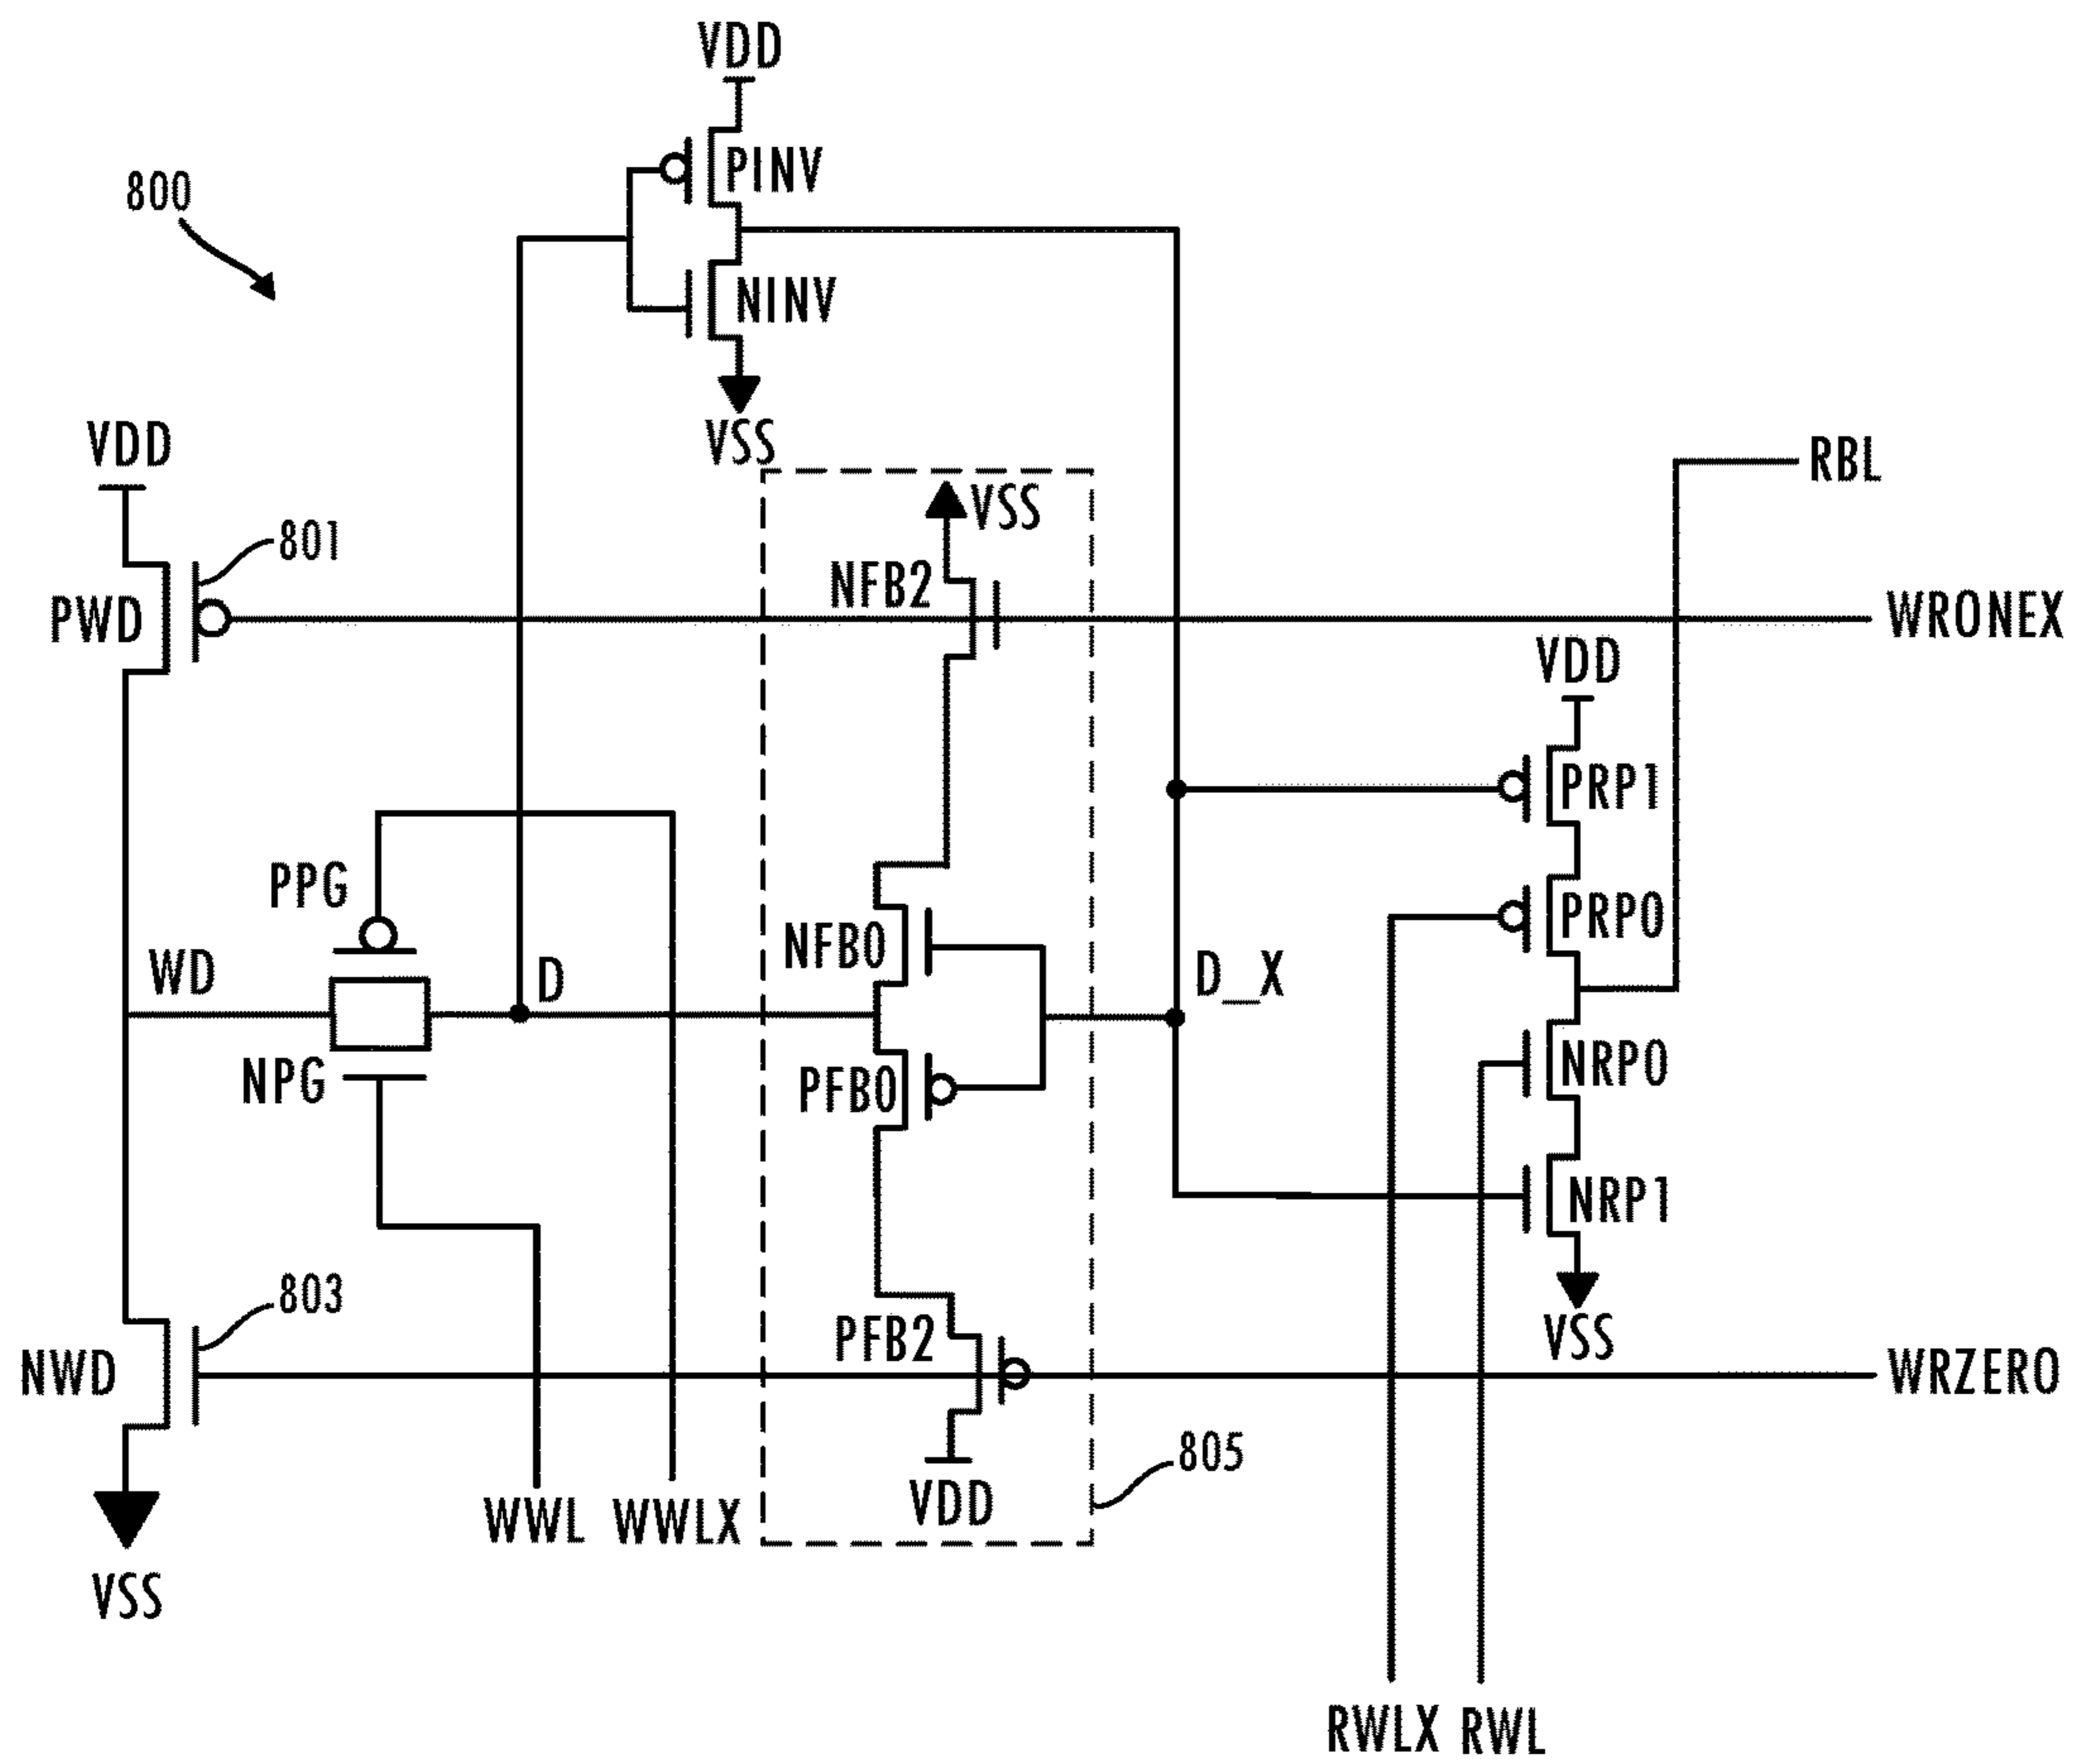 VDD
PINV
800
NINV
VSS
VDD
RBL
VSS
801
NFB2
PWD
WRONEX
VDD
PRP1
PPG
PRP0
NFB0
WD
D
D_X
NRP0
NPG
PFB0
NRP1
803
PFB2
VSS
NWD
WRZERO
805
VDD
WWL
WWLX
VSS
RWLX
RWL